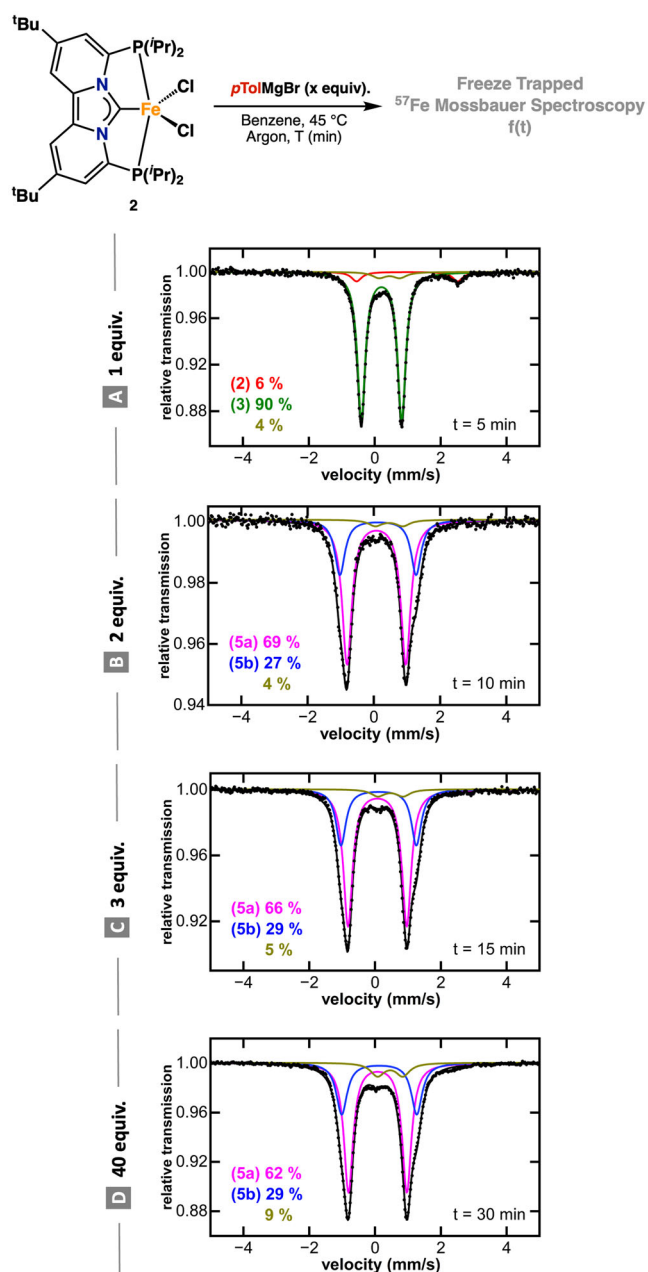 tBu
P(iPr)2
N
Cl
Fe
Cl
N
P(iPr)2
tBu
2
pTolMgBr (x equiv).
Benzene, 45 °C
Argon, T (min)
Freeze Trapped
57Fe Mossbauer Spectroscopy
f(t)
A 1 equiv.
relative transmission
1.00
0.96
0.92
0.88
(2) 6 %
(3) 90 %
4 %
t = 5 min
−4 −2 0 2 4
velocity (mm/s)
B 2 equiv.
relative transmission
1.00
0.98
0.96
0.94
(5a) 69 %
(5b) 27 %
4 %
t = 10 min
−4 −2 0 2 4
velocity (mm/s)
C 3 equiv.
relative transmission
1.00
0.96
0.92
(5a) 66 %
(5b) 29 %
5 %
t = 15 min
−4 −2 0 2 4
velocity (mm/s)
D 40 equiv.
relative transmission
1.00
0.96
0.92
0.88
(5a) 62 %
(5b) 29 %
9 %
t = 30 min
−4 −2 0 2 4
velocity (mm/s)